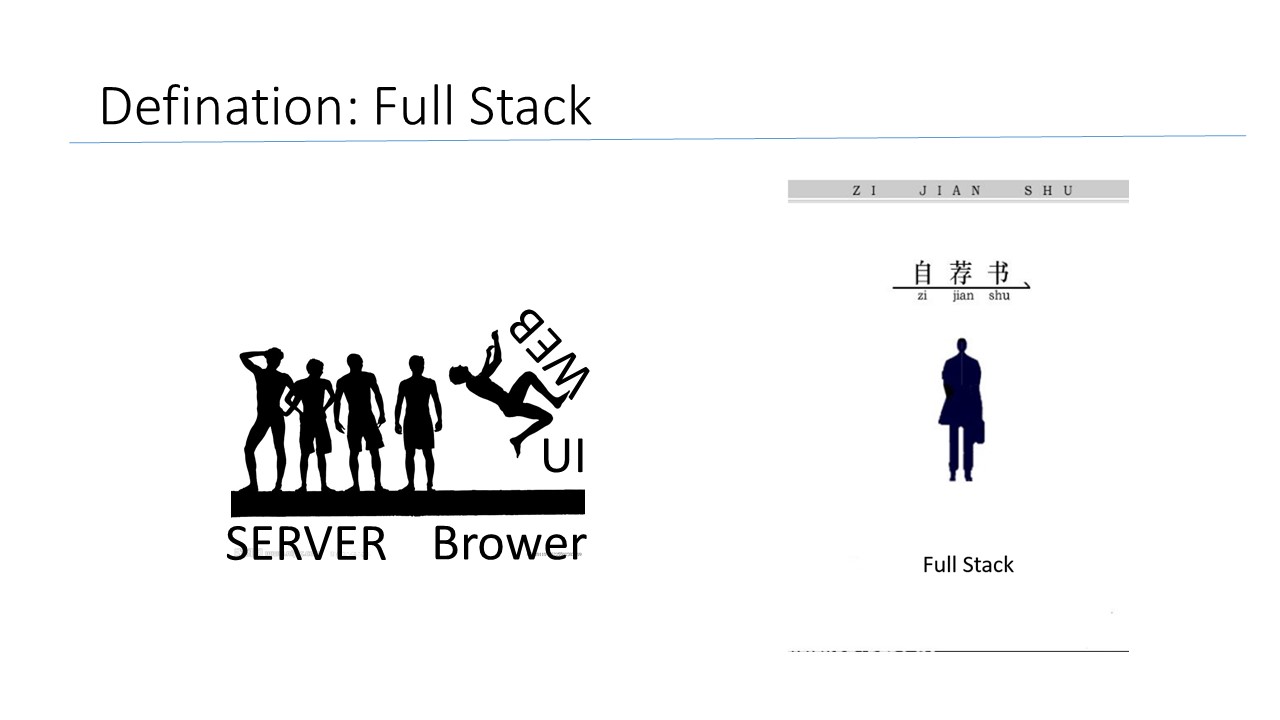 Defination: Full Stack
WEB
UI
SERVER Brower
ZI JIAN SHU
自荐书
zi jian shu
Full Stack